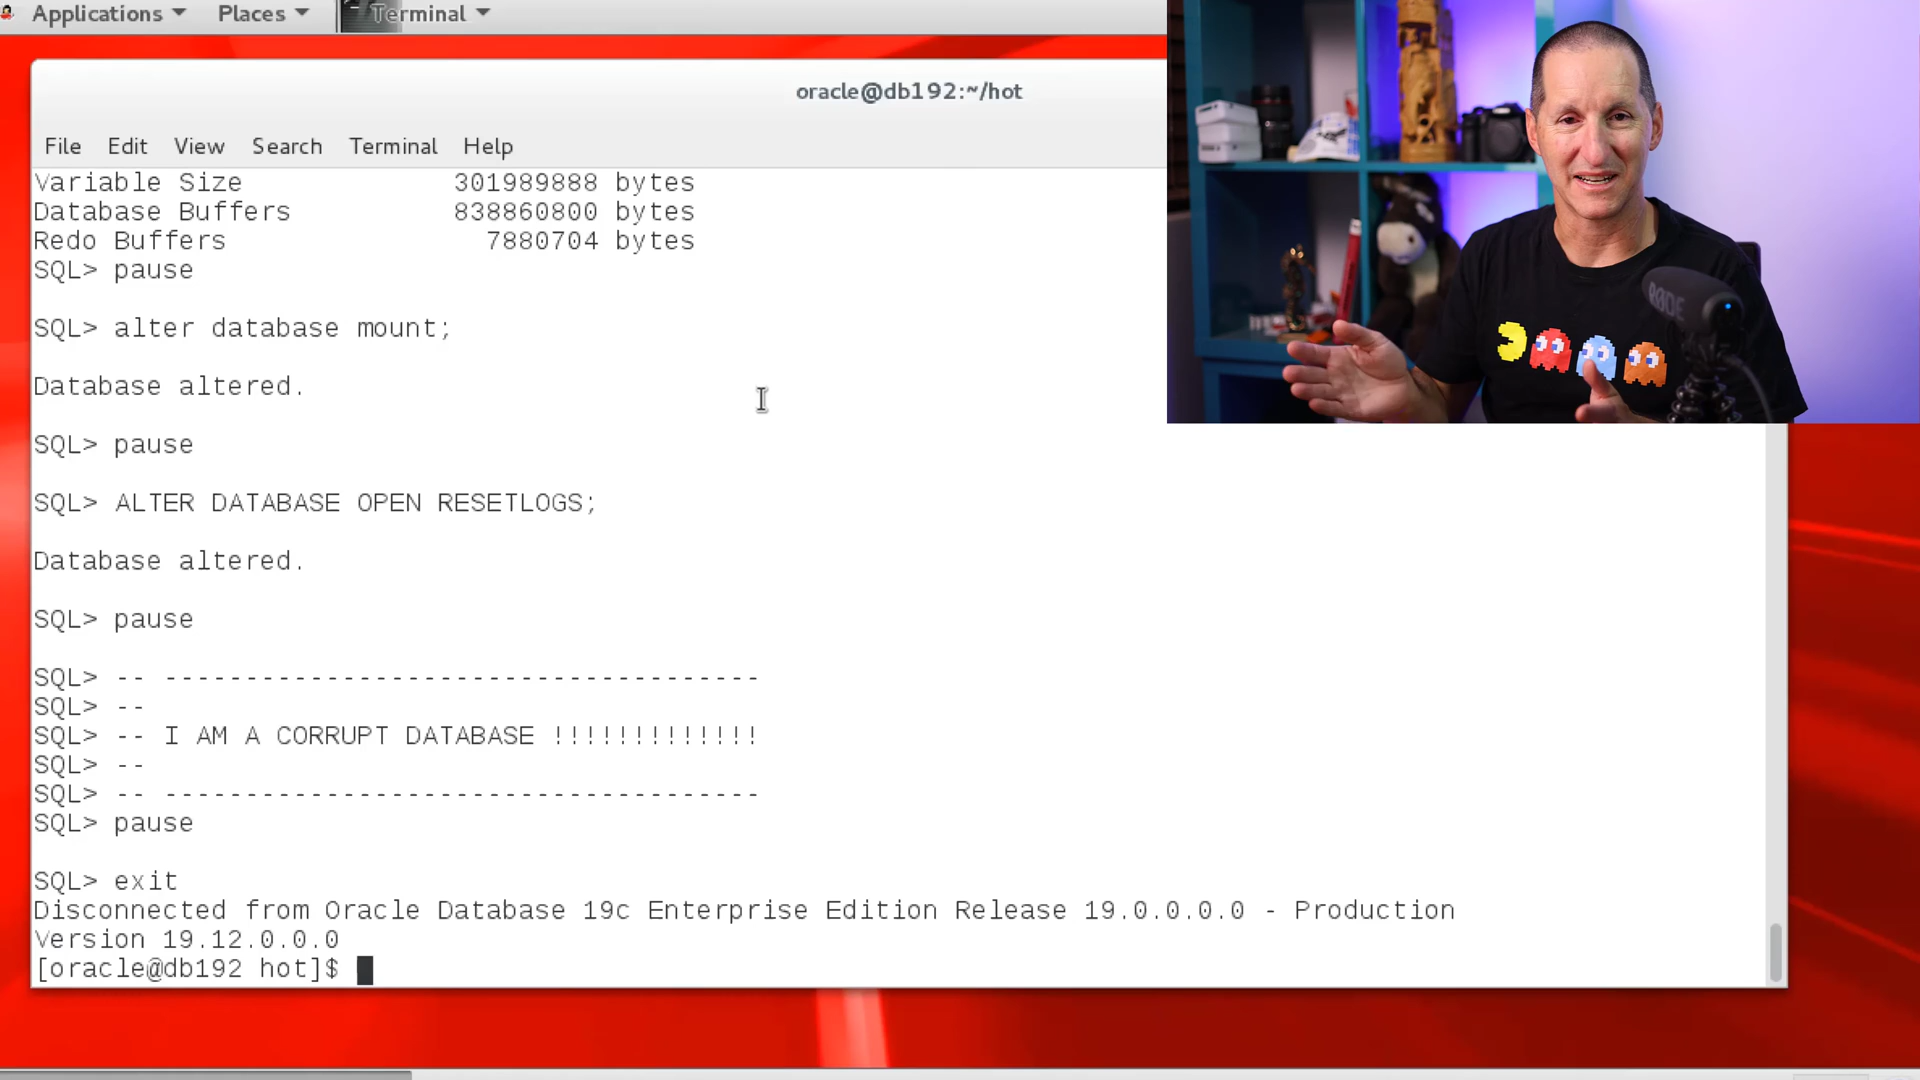 Applications Places Terminal
oracle@db192:~/hot
File Edit View Search Terminal Help
Variable Size 301989888 bytes
Database Buffers 838860800 bytes
Redo Buffers 7880704 bytes
SQL> pause
SQL> alter database mount;
Database altered.
SQL> pause
SQL> ALTER DATABASE OPEN RESETLOGS;
Database altered.
SQL> pause
SQL> -- -------------------------------------
SQL> --
SQL> -- I AM A CORRUPT DATABASE !!!!!!!!!!!!!
SQL> --
SQL> -- -------------------------------------
SQL> pause
SQL> exit
Disconnected from Oracle Database 19c Enterprise Edition Release 19.0.0.0.0 - Production
Version 19.12.0.0.0
[oracle@db192 hot]$
RØDE